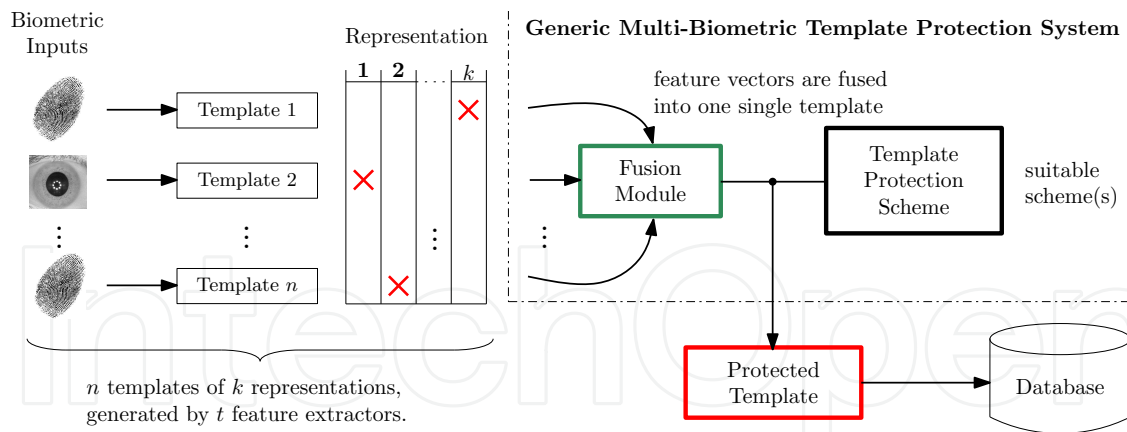 Biometric
Inputs
Representation
1 2 ... k
Template 1
Template 2
Template n
n templates of k representations,
generated by t feature extractors.
Generic Multi-Biometric Template Protection System
feature vectors are fused
into one single template
Fusion
Module
Template
Protection
Scheme
suitable
scheme(s)
Protected
Template
Database
IntechOpen